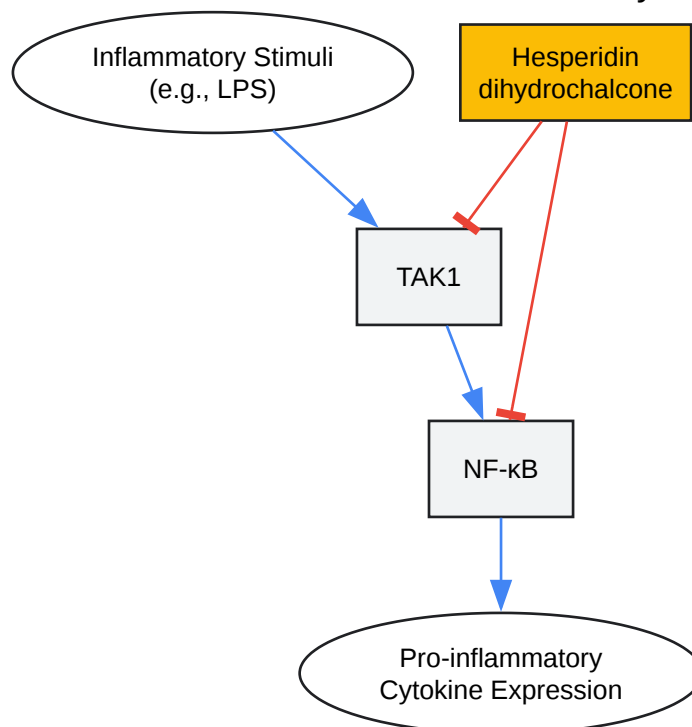 Inflammatory Stimuli
(e.g., LPS)
Hesperidin
dihydrochalcone
TAK1
NF-κB
Pro-inflammatory
Cytokine Expression